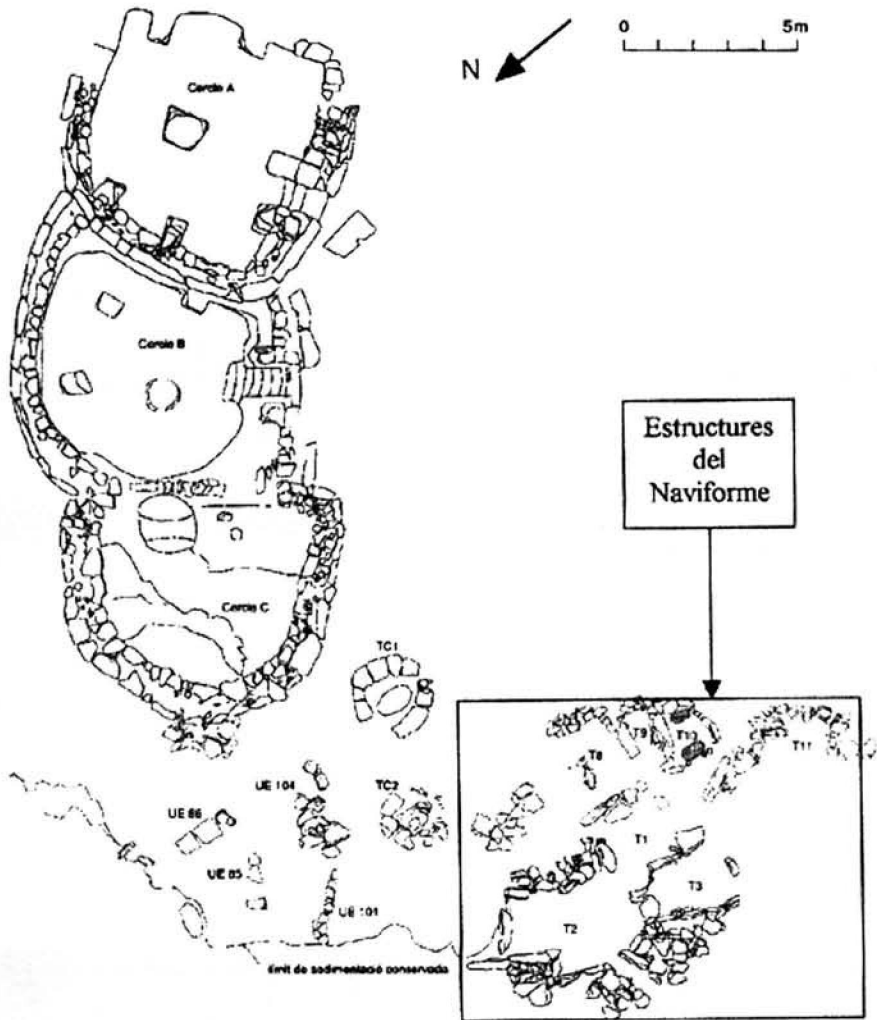 0 5m
N
Cercle A
Cercle B
Estructures
del
Naviforme
Cercle C
TC1
T9
T10
T11
T8
UE 104
TC2
UE 86
T1
UE 85
T3
UE 101
T2
límit de sedimentació conservada